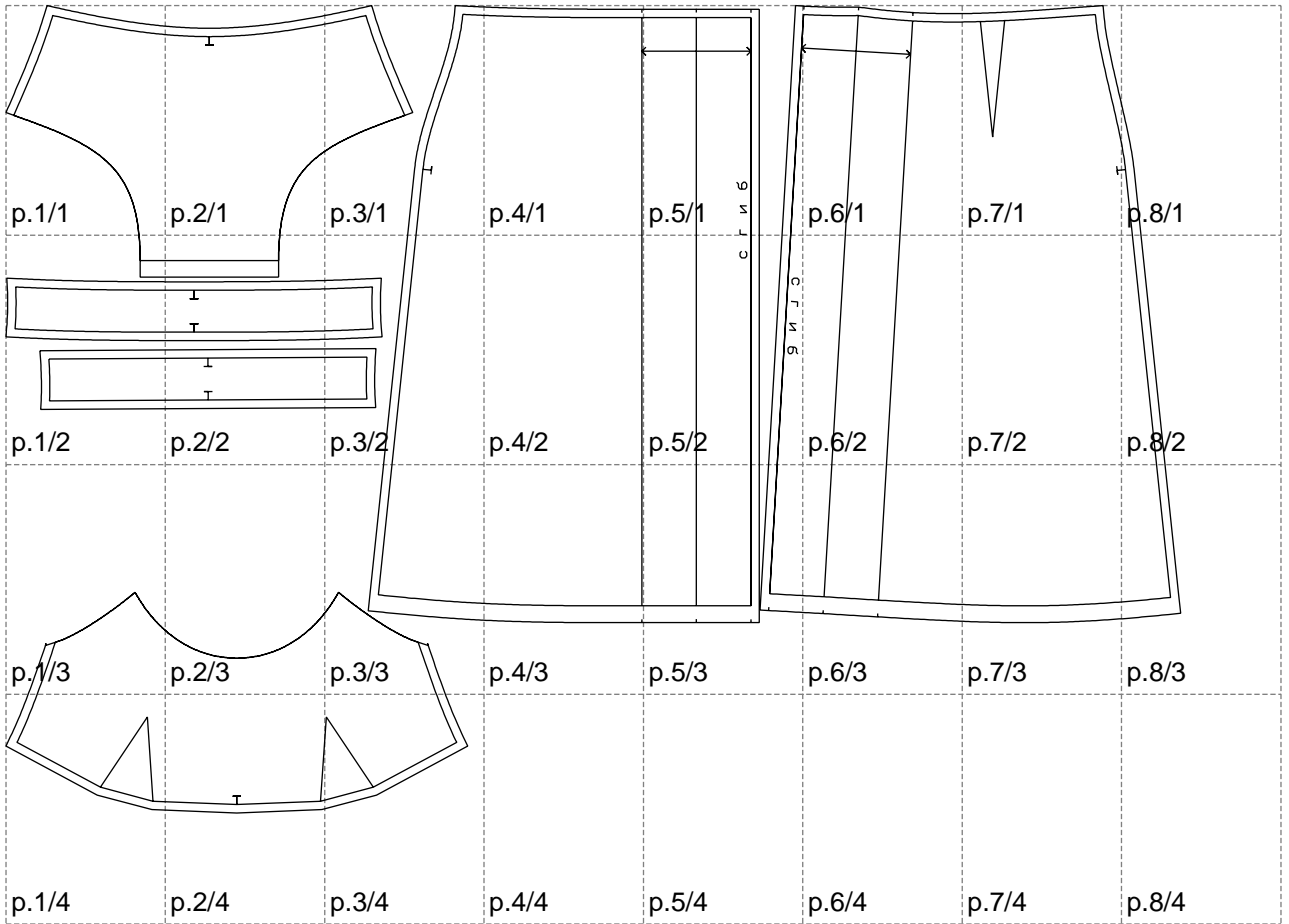 p.1/1 p.2/1 p.3/1 p.4/1 p.5/1 p.6/1 p.7/1 p.8/1
с г и б
с г и б
p.1/2 p.2/2 p.3/2 p.4/2 p.5/2 p.6/2 p.7/2 p.8/2
p.1/3 p.2/3 p.3/3 p.4/3 p.5/3 p.6/3 p.7/3 p.8/3
p.1/4 p.2/4 p.3/4 p.4/4 p.5/4 p.6/4 p.7/4 p.8/4